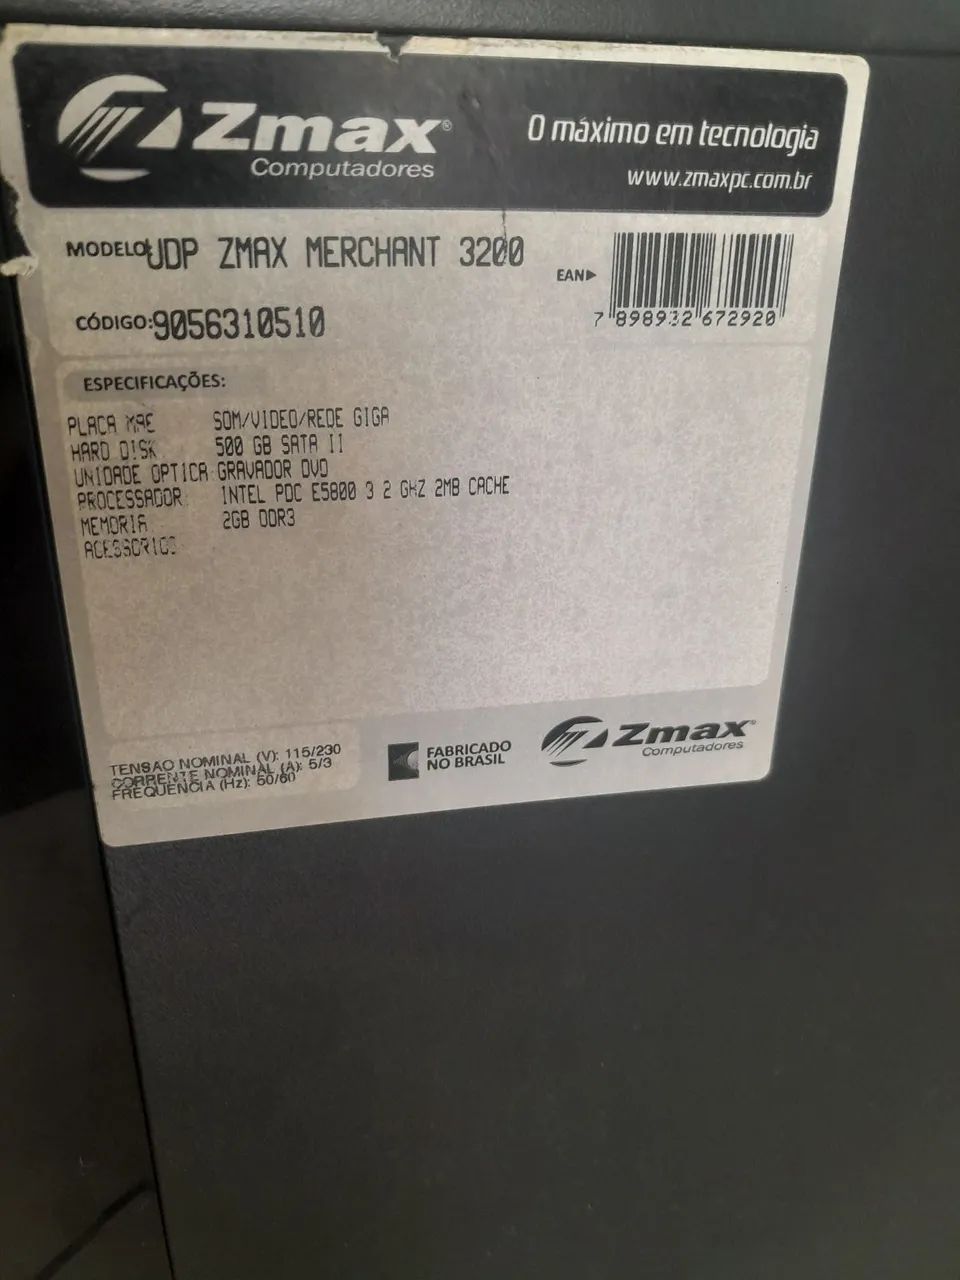 Zmax®
Computadores
O máximo em tecnologia
www.zmaxpc.com.br
MODELO: UDP ZMAX MERCHANT 3200
EAN
7 898932 672920
CÓDIGO: 9056310510
ESPECIFICAÇÕES:
PLACA MAE SOM/VIDEO/REDE GIGA
HARD DISK 500 GB SATA II
UNIDADE OPTICA GRAVADOR DVD
PROCESSADOR: INTEL PDC E5800 3 2 GHZ 2MB CACHE
MEMORIA 2GB DDR3
ACESSORIOS
TENSAO NOMINAL (V): 115/230
CORRENTE NOMINAL (A): 5/3
FREQUÊNCIA (Hz): 50/60
FABRICADO
NO BRASIL
Zmax®
Computadores